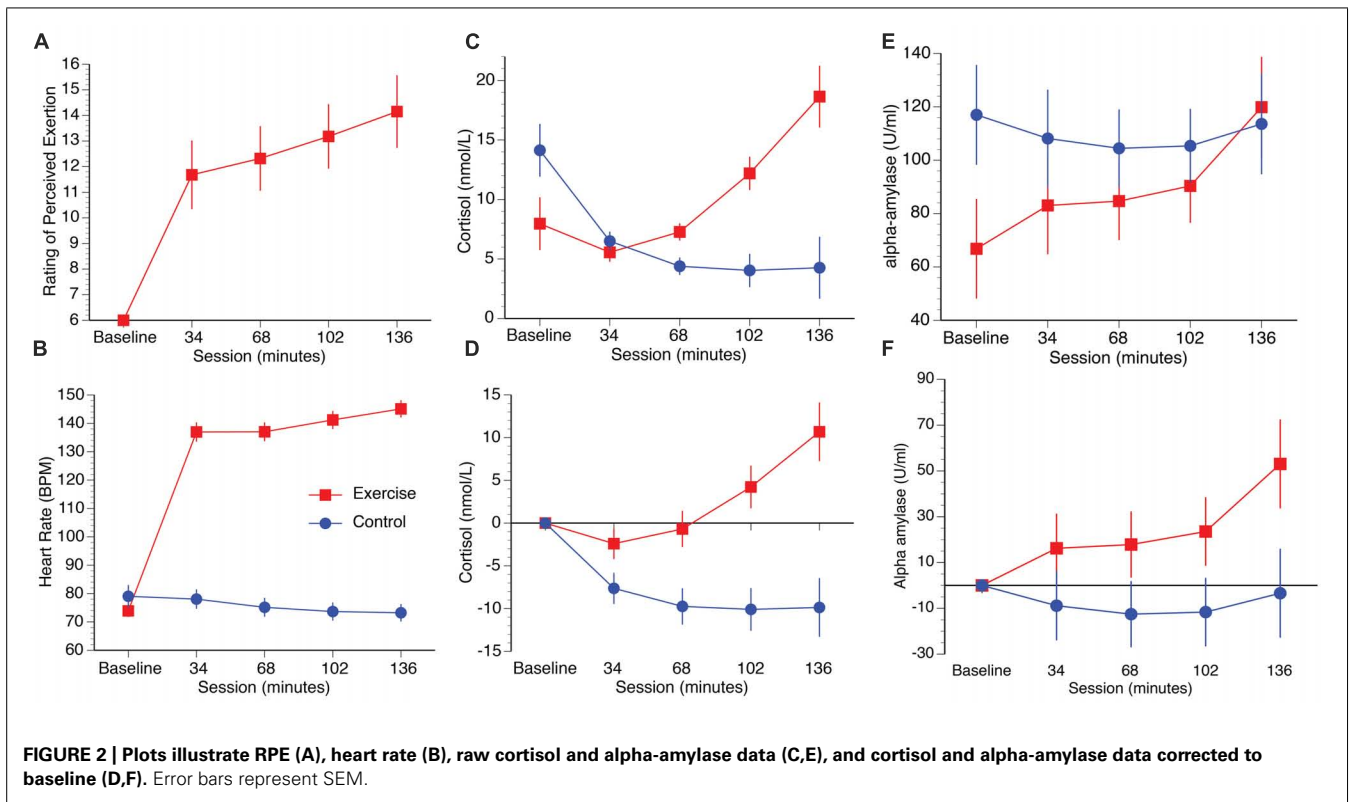 A
Rating of Perceived Exertion
16
15
14
13
12
11
10
9
8
7
6
Baseline 34 68 102 136
Session (minutes)
B
Heart Rate (BPM)
150
140
130
120
110
100
90
80
70
60
Exercise
Control
Baseline 34 68 102 136
Session (minutes)
C
Cortisol (nmol/L)
20
15
10
5
0
Baseline 34 68 102 136
Session (minutes)
D
Cortisol (nmol/L)
15
10
5
0
-5
-10
-15
Baseline 34 68 102 136
Session (minutes)
E
alpha-amylase (U/ml)
140
120
100
80
60
40
Baseline 34 68 102 136
Session (minutes)
F
Alpha amylase (U/ml)
90
70
50
30
10
-10
-30
Baseline 34 68 102 136
Session (minutes)
FIGURE 2 | Plots illustrate RPE (A), heart rate (B), raw cortisol and alpha-amylase data (C,E), and cortisol and alpha-amylase data corrected to
baseline (D,F). Error bars represent SEM.